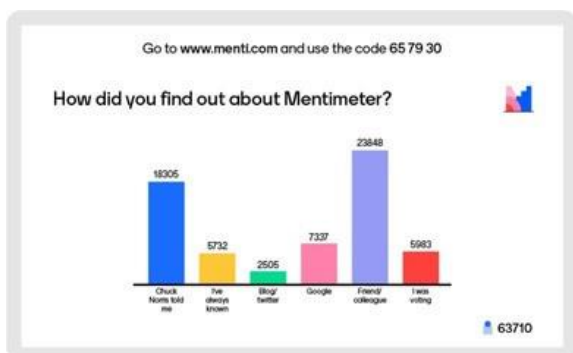 Go to www.menti.com and use the code 65 79 30
How did you find out about Mentimeter?
18305
5732
2505
7337
23848
5983
Chuck
Norris told
me
I've
always
known
Blog/
twitter
Google
Friend/
colleague
I was
voting
63710